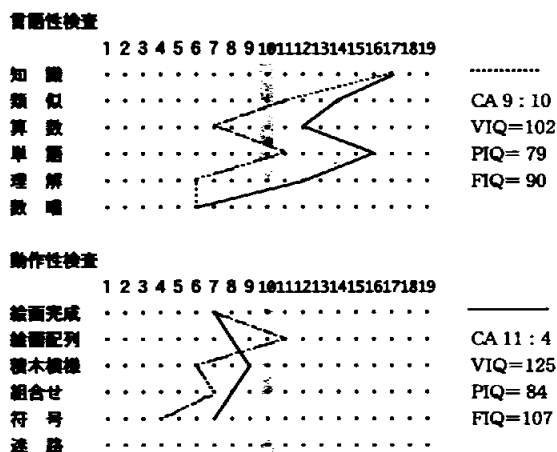 言語性検査
1 2 3 4 5 6 7 8 9 10 11 12 13 14 15 16 17 18 19
知 識
類 似
CA 9 : 10
算 数
VIQ=102
単 語
PIQ= 79
理 解
FIQ= 90
数 唱
動作性検査
1 2 3 4 5 6 7 8 9 10 11 12 13 14 15 16 17 18 19
絵画完成
絵画配列
CA 11 : 4
積木模様
VIQ=125
組合せ
PIQ= 84
符 号
FIQ=107
迷 路